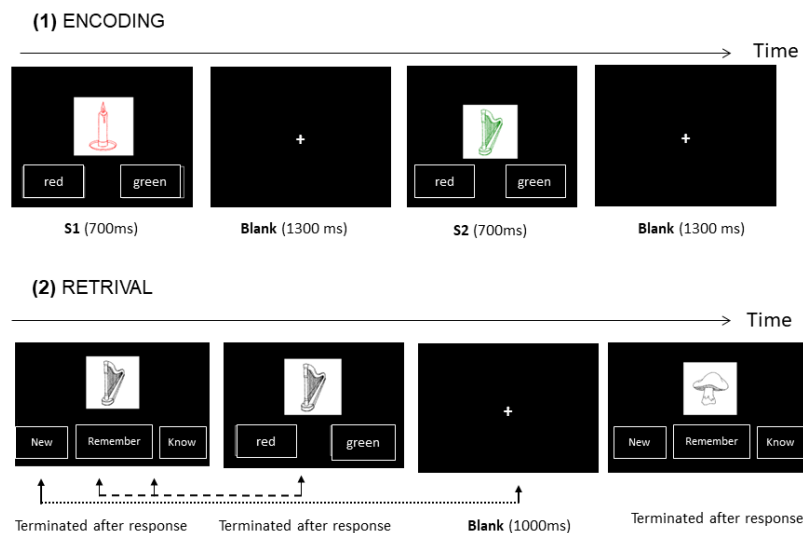 (1) ENCODING
Time
red
green
+
red
green
+
S1 (700ms)
Blank (1300 ms)
S2 (700ms)
Blank (1300 ms)
(2) RETRIVAL
Time
New
Remember
Know
red
green
+
New
Remember
Know
Terminated after response
Terminated after response
Blank (1000ms)
Terminated after response